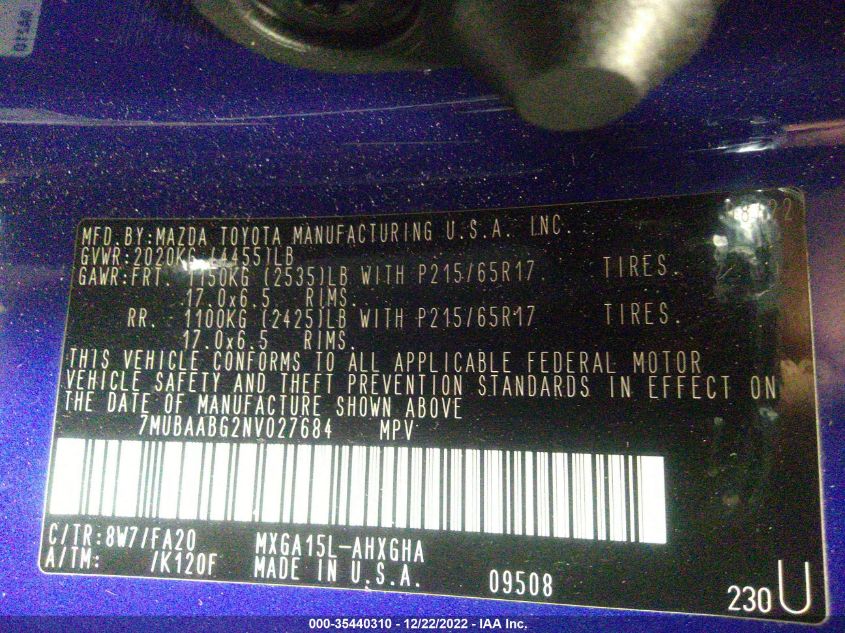 MFD.BY:MAZDA TOYOTA MANUFACTURING U.S.A. INC.
GVWR:2020KG (4455)LB
GAWR:FRT. 1150KG (2535)LB WITH P215/65R17 TIRES.
17.0x6.5 RIMS.
RR. 1100KG (2425)LB WITH P215/65R17 TIRES.
17.0x6.5 RIMS.
THIS VEHICLE CONFORMS TO ALL APPLICABLE FEDERAL MOTOR
VEHICLE SAFETY AND THEFT PREVENTION STANDARDS IN EFFECT ON
THE DATE OF MANUFACTURE SHOWN ABOVE
7MUBAABG2NV027684 MPV
C/TR:8W7/FA20 MXGA15L-AHXGHA
A/TM: /K120F MADE IN U.S.A. 09508 230U
000-35440310 - 12/22/2022 - IAA Inc.